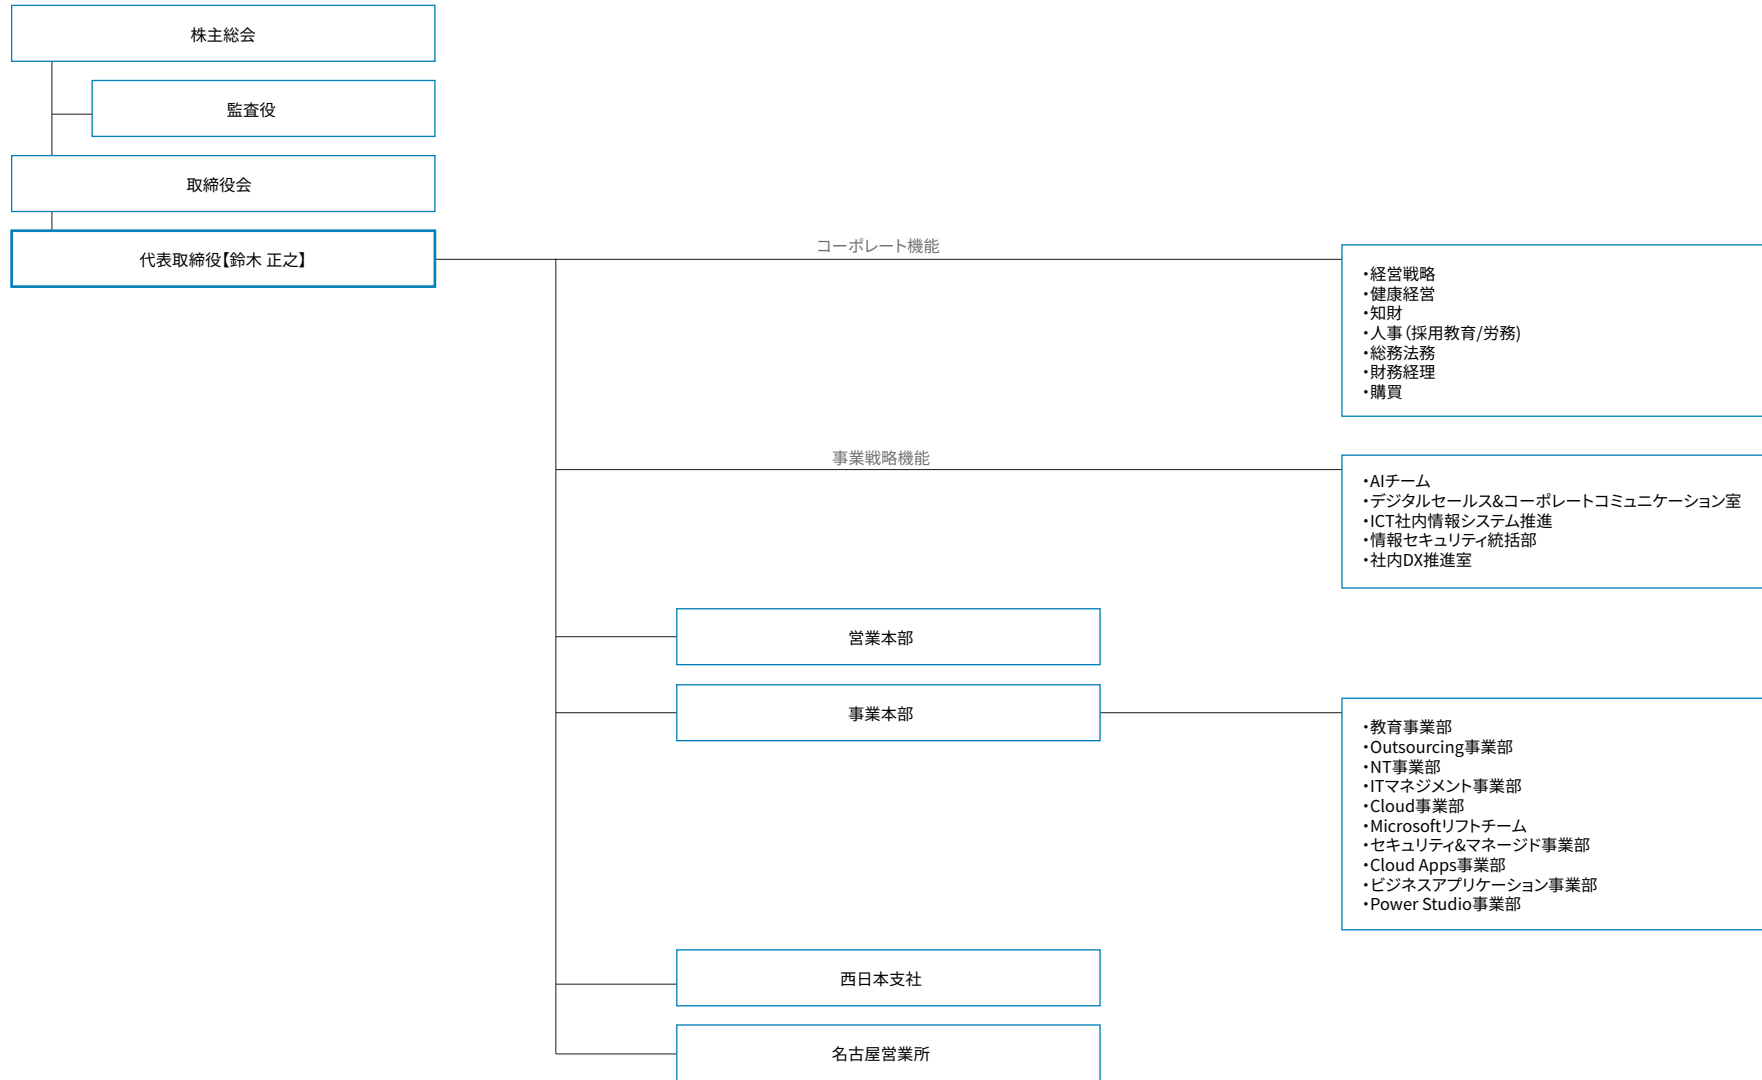 株主総会
監査役
取締役会
代表取締役【鈴木 正之】
コーポレート機能
・経営戦略
・健康経営
・知財
・人事（採用教育/労務)
・総務法務
・財務経理
・購買
事業戦略機能
・AIチーム
・デジタルセールス&コーポレートコミュニケーション室
・ICT社内情報システム推進
・情報セキュリティ統括部
・社内DX推進室
営業本部
事業本部
・教育事業部
・Outsourcing事業部
・NT事業部
・ITマネジメント事業部
・Cloud事業部
・Microsoftリフトチーム
・セキュリティ&マネージド事業部
・Cloud Apps事業部
・ビジネスアプリケーション事業部
・Power Studio事業部
西日本支社
名古屋営業所